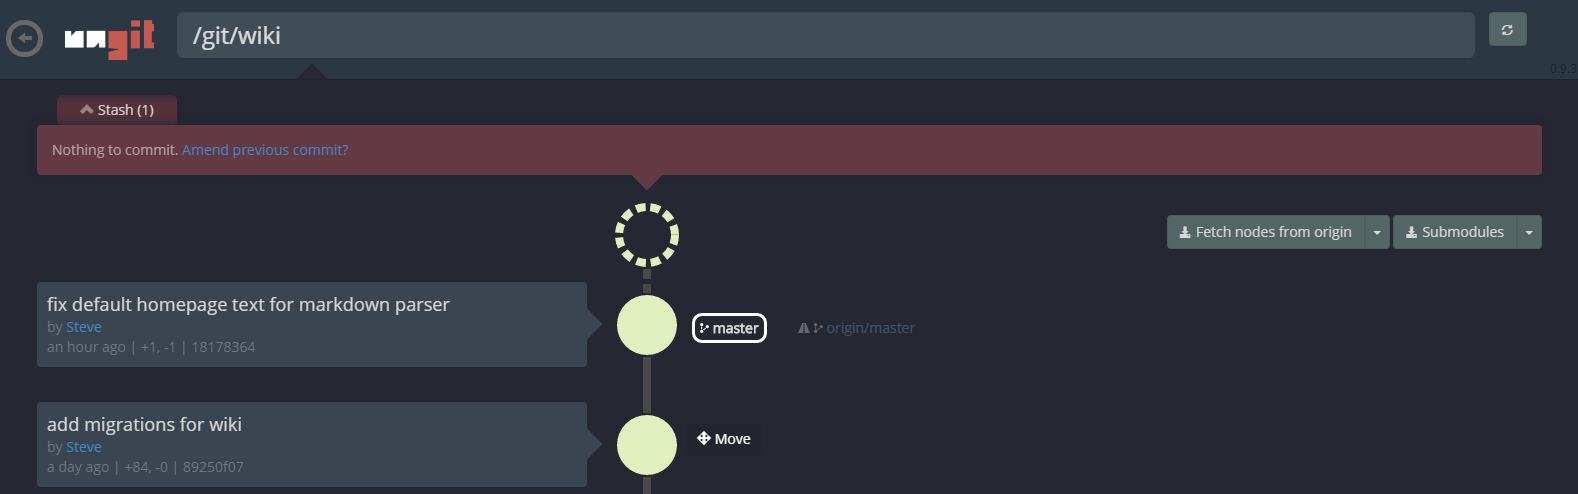 ungit
/git/wiki
0.9.3
Stash (1)
Nothing to commit. Amend previous commit?
Fetch nodes from origin
Submodules
fix default homepage text for markdown parser
by Steve
an hour ago | +1, -1 | 18178364
master
origin/master
add migrations for wiki
by Steve
a day ago | +84, -0 | 89250f07
Move